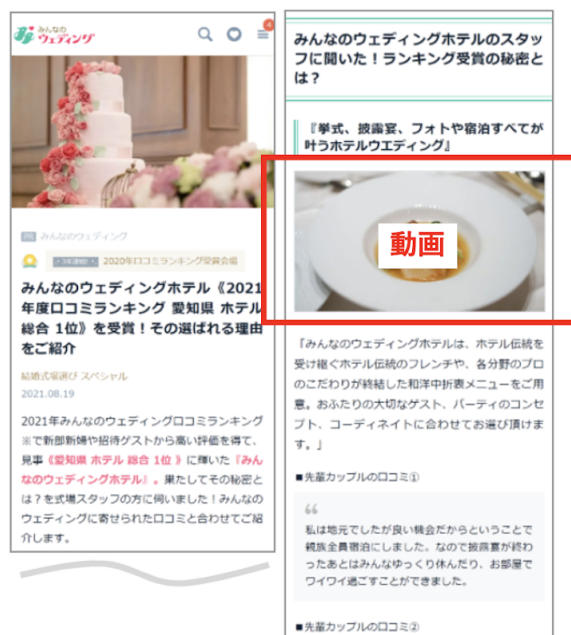 みんなの
ウェディング
4
PR みんなのウェディング
3年連続! 2020年口コミランキング受賞会場
みんなのウェディングホテル《2021
年度口コミランキング 愛知県 ホテル
総合 1位》を受賞！その選ばれる理由
をご紹介
結婚式場選び スペシャル
2021.08.19
2021年みんなのウェディング口コミランキング
※で新郎新婦や招待ゲストから高い評価を得て、
見事《愛知県 ホテル 総合 1位 》に輝いた『みん
なのウェディングホテル』。果たしてその秘密と
は？を式場スタッフの方に伺いました！みんなの
ウェディングに寄せられた口コミと合わせてご紹
介します。
みんなのウェディングホテルのスタッ
フに聞いた！ランキング受賞の秘密と
は？
『挙式、披露宴、フォトや宿泊すべてが
叶うホテルウエディング』
動画
「みんなのウェディングホテルは、ホテル伝統を
受け継ぐホテル伝統のフレンチや、各分野のプロ
のこだわりが終結した和洋中折衷メニューをご用
意。おふたりの大切なゲスト、パーティのコンセ
プト、コーディネイトに合わせてお選び頂けま
す。」
■先輩カップルの口コミ①
私は地元でしたが良い機会だからということで
親族全員宿泊にしました。なので披露宴が終わ
ったあとはみんなゆっくり休んだり、お部屋で
ワイワイ過ごすことができました。
■先輩カップルの口コミ②